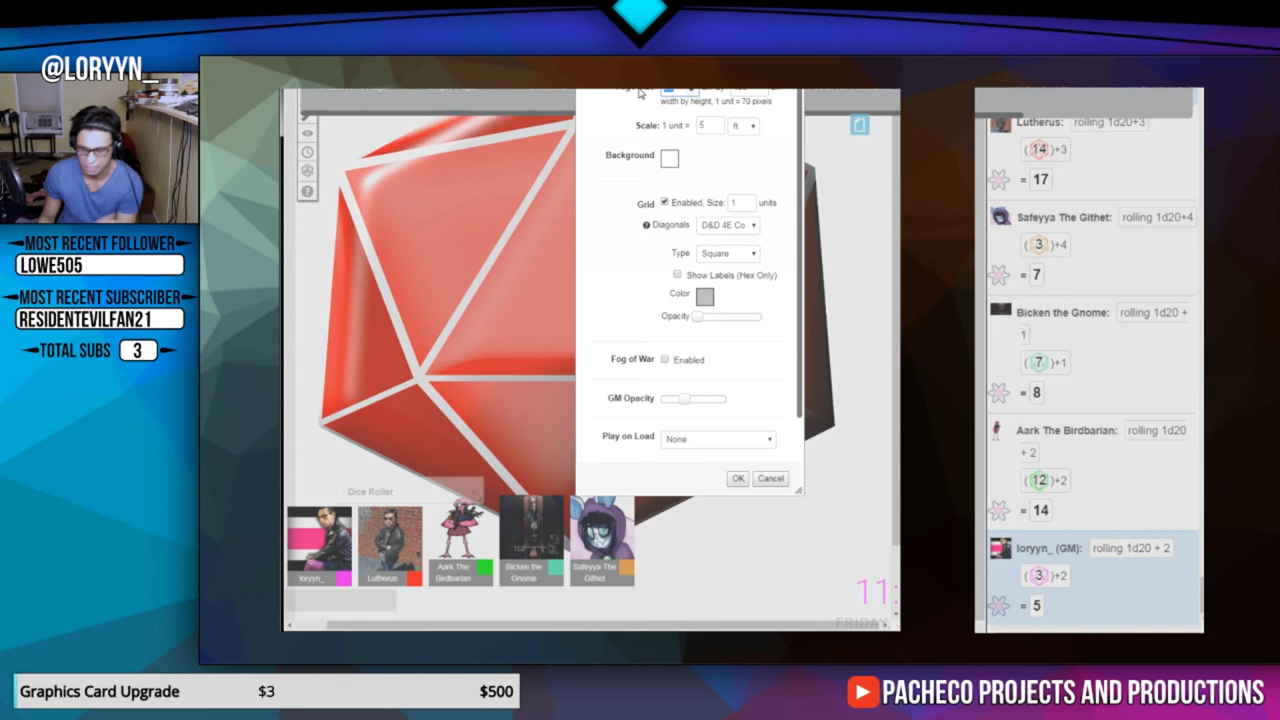 @LORYYN_
MOST RECENT FOLLOWER
LOWE505
MOST RECENT SUBSCRIBER
RESIDENTEVILFAN21
TOTAL SUBS 3
width by height, 1 unit = 70 pixels
Scale: 1 unit = 5 ft.
Background
Grid Enabled, Size: 1 units
Diagonals D&D 4E Co
Type Square
Show Labels (Hex Only)
Color
Opacity
Fog of War Enabled
GM Opacity
Play on Load None
OK Cancel
Dice Roller
loryyn_
Lutherus
Aark The
Birdbarian
Bicken the
Gnome
Safeyya The
Githet
11:
FRIDAY,
Lutherus: rolling 1d20+3
(14)+3
= 17
Safeyya The Githet: rolling 1d20+4
(3)+4
= 7
Bicken the Gnome: rolling 1d20 +
1
(7)+1
= 8
Aark The Birdbarian: rolling 1d20
+ 2
(12)+2
= 14
loryyn_ (GM): rolling 1d20 + 2
(3)+2
= 5
Graphics Card Upgrade $3 $500
PACHECO PROJECTS AND PRODUCTIONS